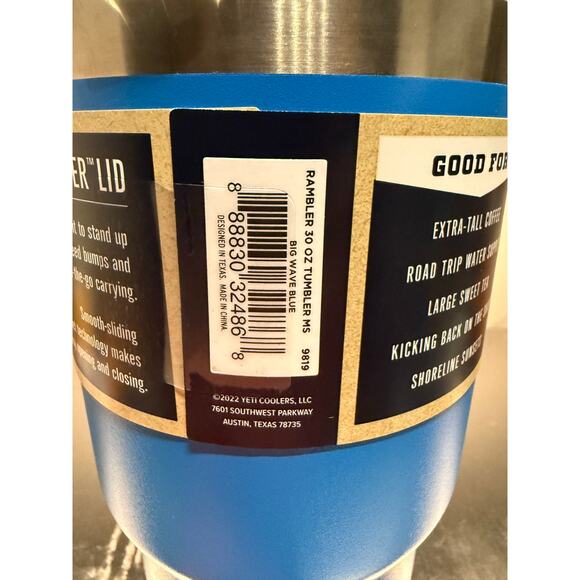 LID
to stand up
bumps and
carrying.
Smooth-sliding
technology makes
and closing.
RAMBLER 30 OZ TUMBLER MS 9819
BIG WAVE BLUE
8 88830 32486 8
DESIGNED IN TEXAS. MADE IN CHINA.
©2022 YETI COOLERS, LLC
7601 SOUTHWEST PARKWAY
AUSTIN, TEXAS 78735
GOOD FOR
EXTRA-TALL COFFEE
ROAD TRIP WATER
LARGE SWEET TEA
KICKING BACK ON THE
SHORELINE